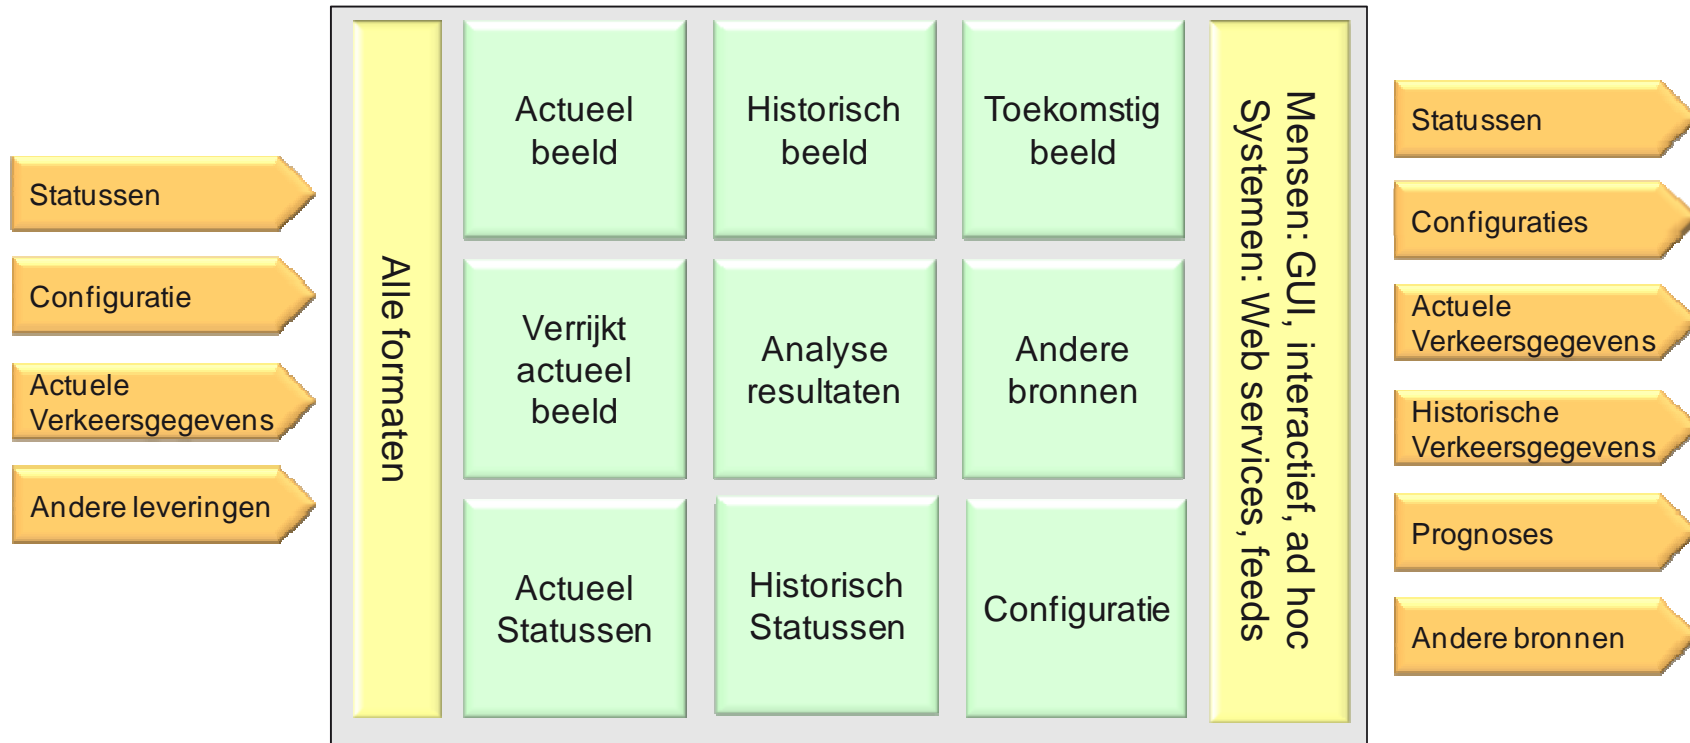 Statussen
Configuratie
Actuele
Verkeersgegevens
Andere leveringen
Alle formaten
Actueel
beeld
Historisch
beeld
Toekomstig
beeld
Verrijkt
actueel
beeld
Analyse
resultaten
Andere
bronnen
Actueel
Statussen
Historisch
Statussen
Configuratie
Mensen: GUI, interactief, ad hoc
Systemen: Web services, feeds
Statussen
Configuraties
Actuele
Verkeersgegevens
Historische
Verkeersgegevens
Prognoses
Andere bronnen